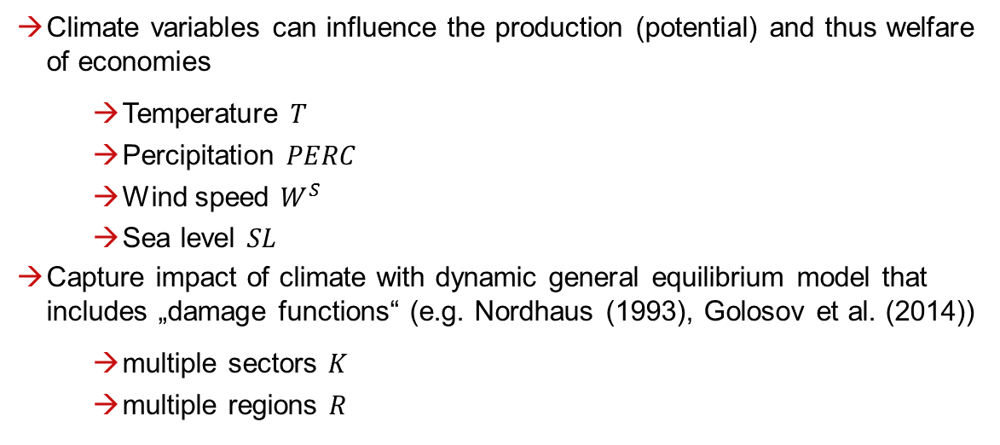 → Climate variables can influence the production (potential) and thus welfare
of economies
→ Temperature T
→ Percipitation PERC
→ Wind speed Wˢ
→ Sea level SL
→ Capture impact of climate with dynamic general equilibrium model that
includes „damage functions“ (e.g. Nordhaus (1993), Golosov et al. (2014))
→ multiple sectors K
→ multiple regions R